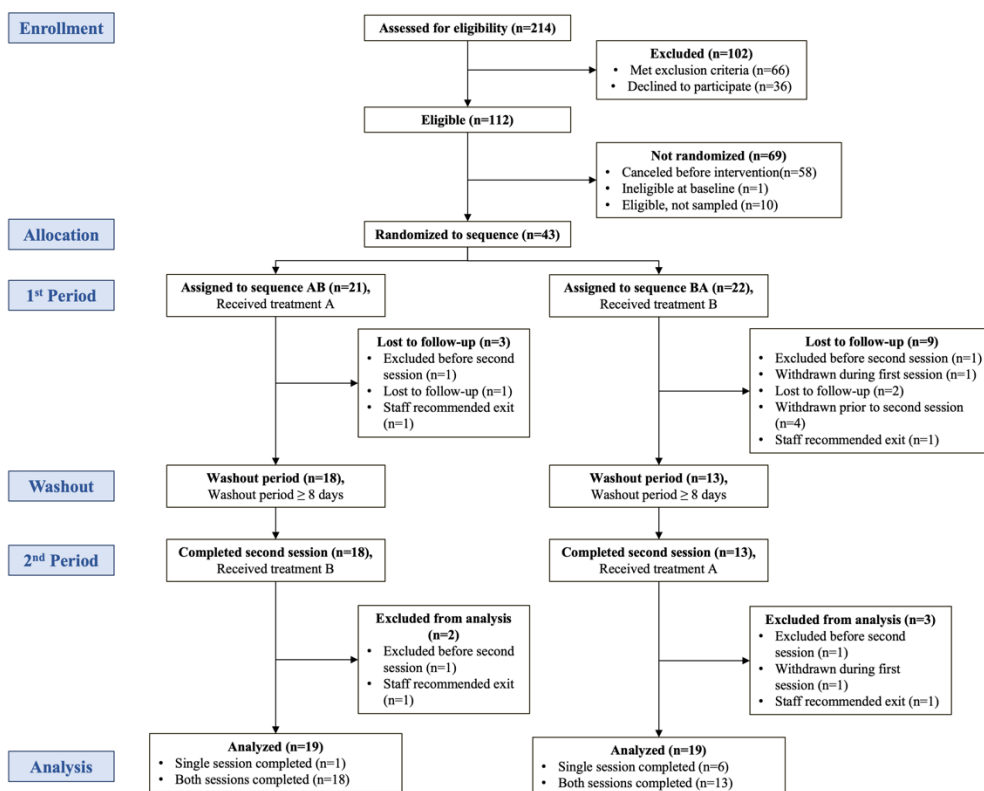 Enrollment
Assessed for eligibility (n=214)
Excluded (n=102)
• Met exclusion criteria (n=66)
• Declined to participate (n=36)
Eligible (n=112)
Not randomized (n=69)
• Canceled before intervention(n=58)
• Ineligible at baseline (n=1)
• Eligible, not sampled (n=10)
Allocation
Randomized to sequence (n=43)
1st Period
Assigned to sequence AB (n=21),
Received treatment A
Assigned to sequence BA (n=22),
Received treatment B
Lost to follow-up (n=3)
• Excluded before second
session (n=1)
• Lost to follow-up (n=1)
• Staff recommended exit
(n=1)
Lost to follow-up (n=9)
• Excluded before second session (n=1)
• Withdrawn during first session (n=1)
• Lost to follow-up (n=2)
• Withdrawn prior to second session
(n=4)
• Staff recommended exit (n=1)
Washout
Washout period (n=18),
Washout period ≥ 8 days
Washout period (n=13),
Washout period ≥ 8 days
2nd Period
Completed second session (n=18),
Received treatment B
Completed second session (n=13),
Received treatment A
Excluded from analysis
(n=2)
• Excluded before second
session (n=1)
• Staff recommended exit
(n=1)
Excluded from analysis (n=3)
• Excluded before second
session (n=1)
• Withdrawn during first
session (n=1)
• Staff recommended exit (n=1)
Analysis
Analyzed (n=19)
• Single session completed (n=1)
• Both sessions completed (n=18)
Analyzed (n=19)
• Single session completed (n=6)
• Both sessions completed (n=13)